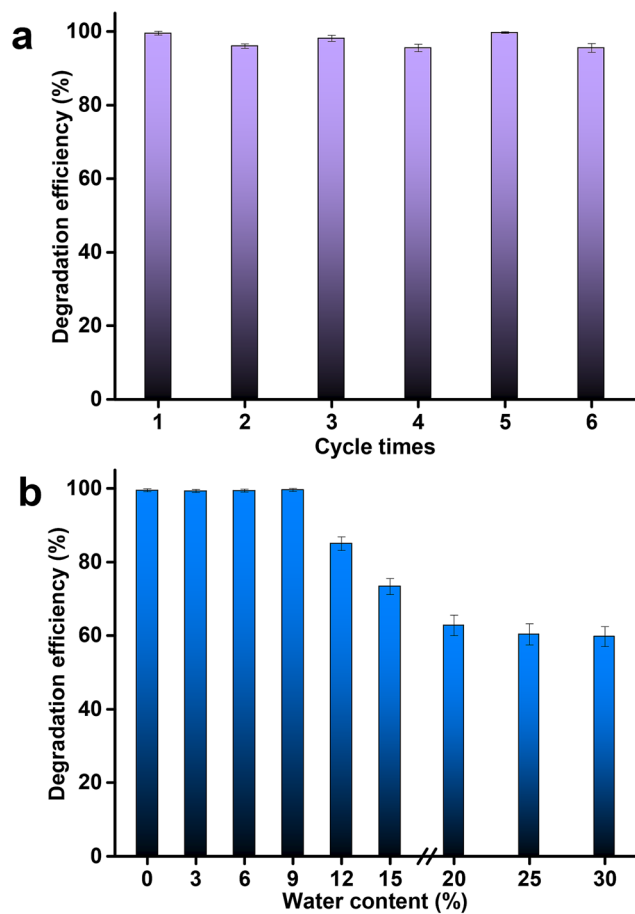 a
Degradation efficiency (%)
100
80
60
40
20
0
1 2 3 4 5 6
Cycle times
b
Degradation efficiency (%)
100
80
60
40
20
0
0 3 6 9 12 15 20 25 30
Water content (%)